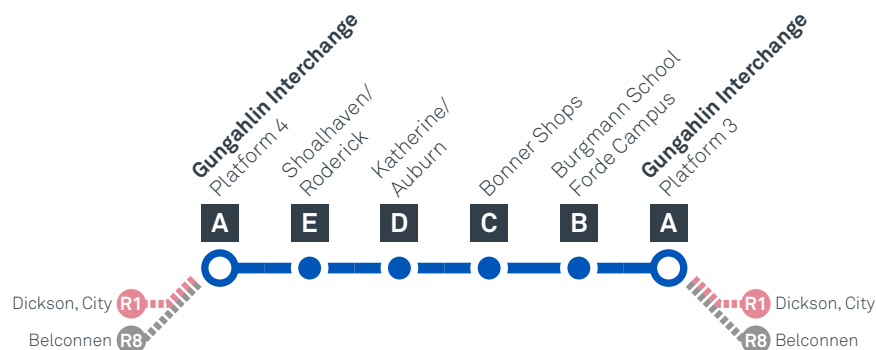 Gungahlin Interchange
Platform 4
Shoalhaven/
Roderick
Katherine/
Auburn
Bonner Shops
Burgmann School
Forde Campus
Gungahlin Interchange
Platform 3
A
E
D
C
B
A
Dickson, City R1
R1 Dickson, City
Belconnen R8
R8 Belconnen